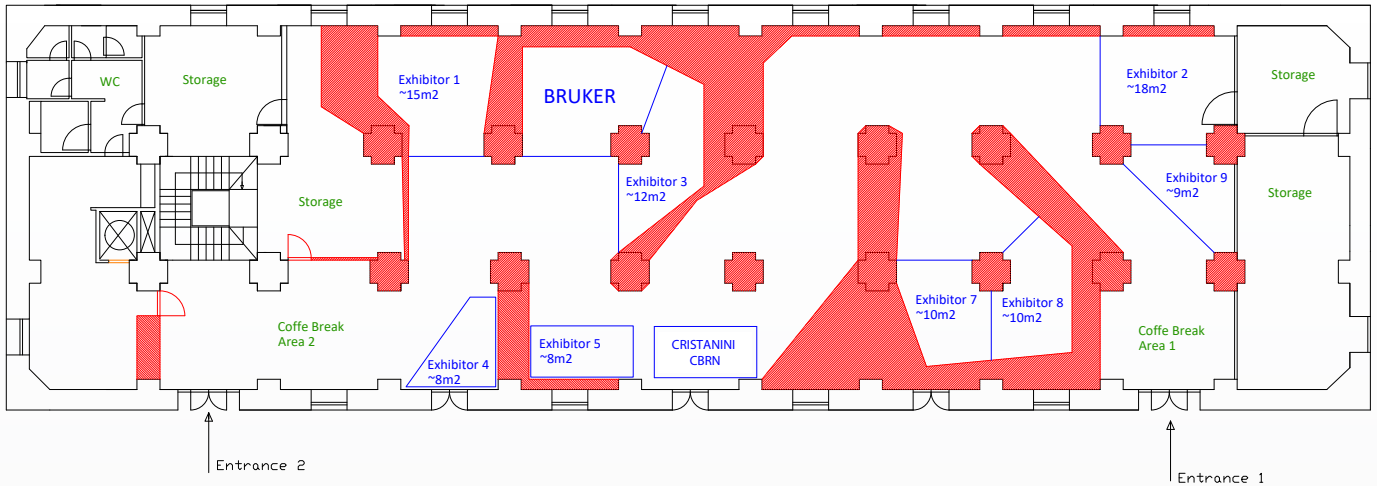 WC
Storage
Exhibitor 1
~15m2
BRUKER
Exhibitor 2
~18m2
Storage
Storage
Exhibitor 3
~12m2
Exhibitor 9
~9m2
Storage
Coffe Break
Area 2
Exhibitor 4
~8m2
Exhibitor 5
~8m2
CRISTANINI
CBRN
Exhibitor 7
~10m2
Exhibitor 8
~10m2
Coffe Break
Area 1
Entrance 2
Entrance 1